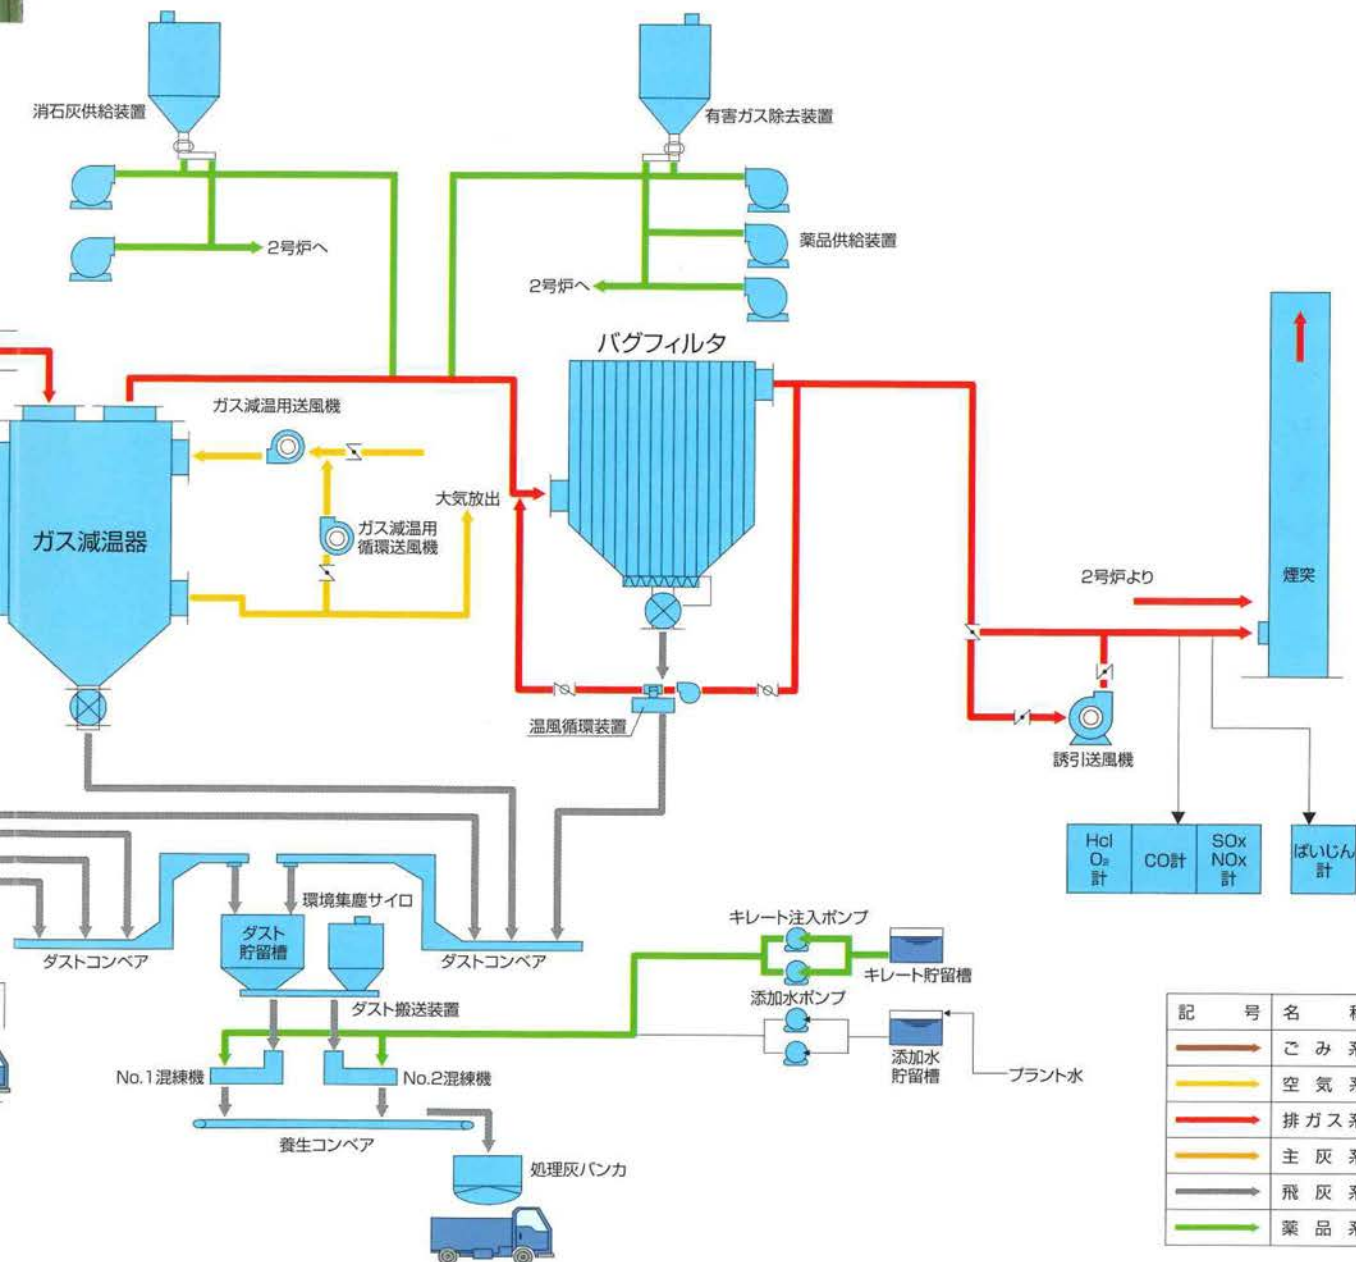 消石灰供給装置
有害ガス除去装置
薬品供給装置
2号炉へ
2号炉へ
バグフィルタ
ガス減温用送風機
大気放出
ガス減温器
ガス減温用
循環送風機
2号炉より
煙突
温風循環装置
誘引送風機
Hcl
O₂
計
CO計
SOx
NOx
計
ばいじん
計
環境集塵サイロ
ダスト
貯留槽
ダストコンベア
ダストコンベア
キレート注入ポンプ
キレート貯留槽
ダスト搬送装置
添加水ポンプ
添加水
貯留槽
プラント水
No.1混練機
No.2混練機
養生コンベア
処理灰バンカ
記 号 名
ご み
空 気
排 ガ ス
主 灰
飛 灰
薬 品